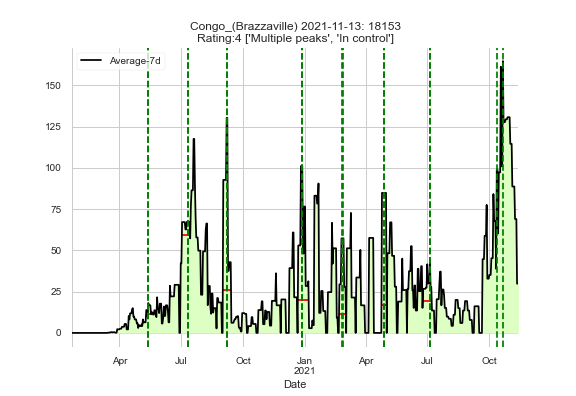 Congo_(Brazzaville) 2021-11-13: 18153
Rating:4 ['Multiple peaks', 'In control']
Average-7d
150
125
100
75
50
25
0
Apr
Jul
Oct
Jan
2021
Apr
Jul
Oct
Date